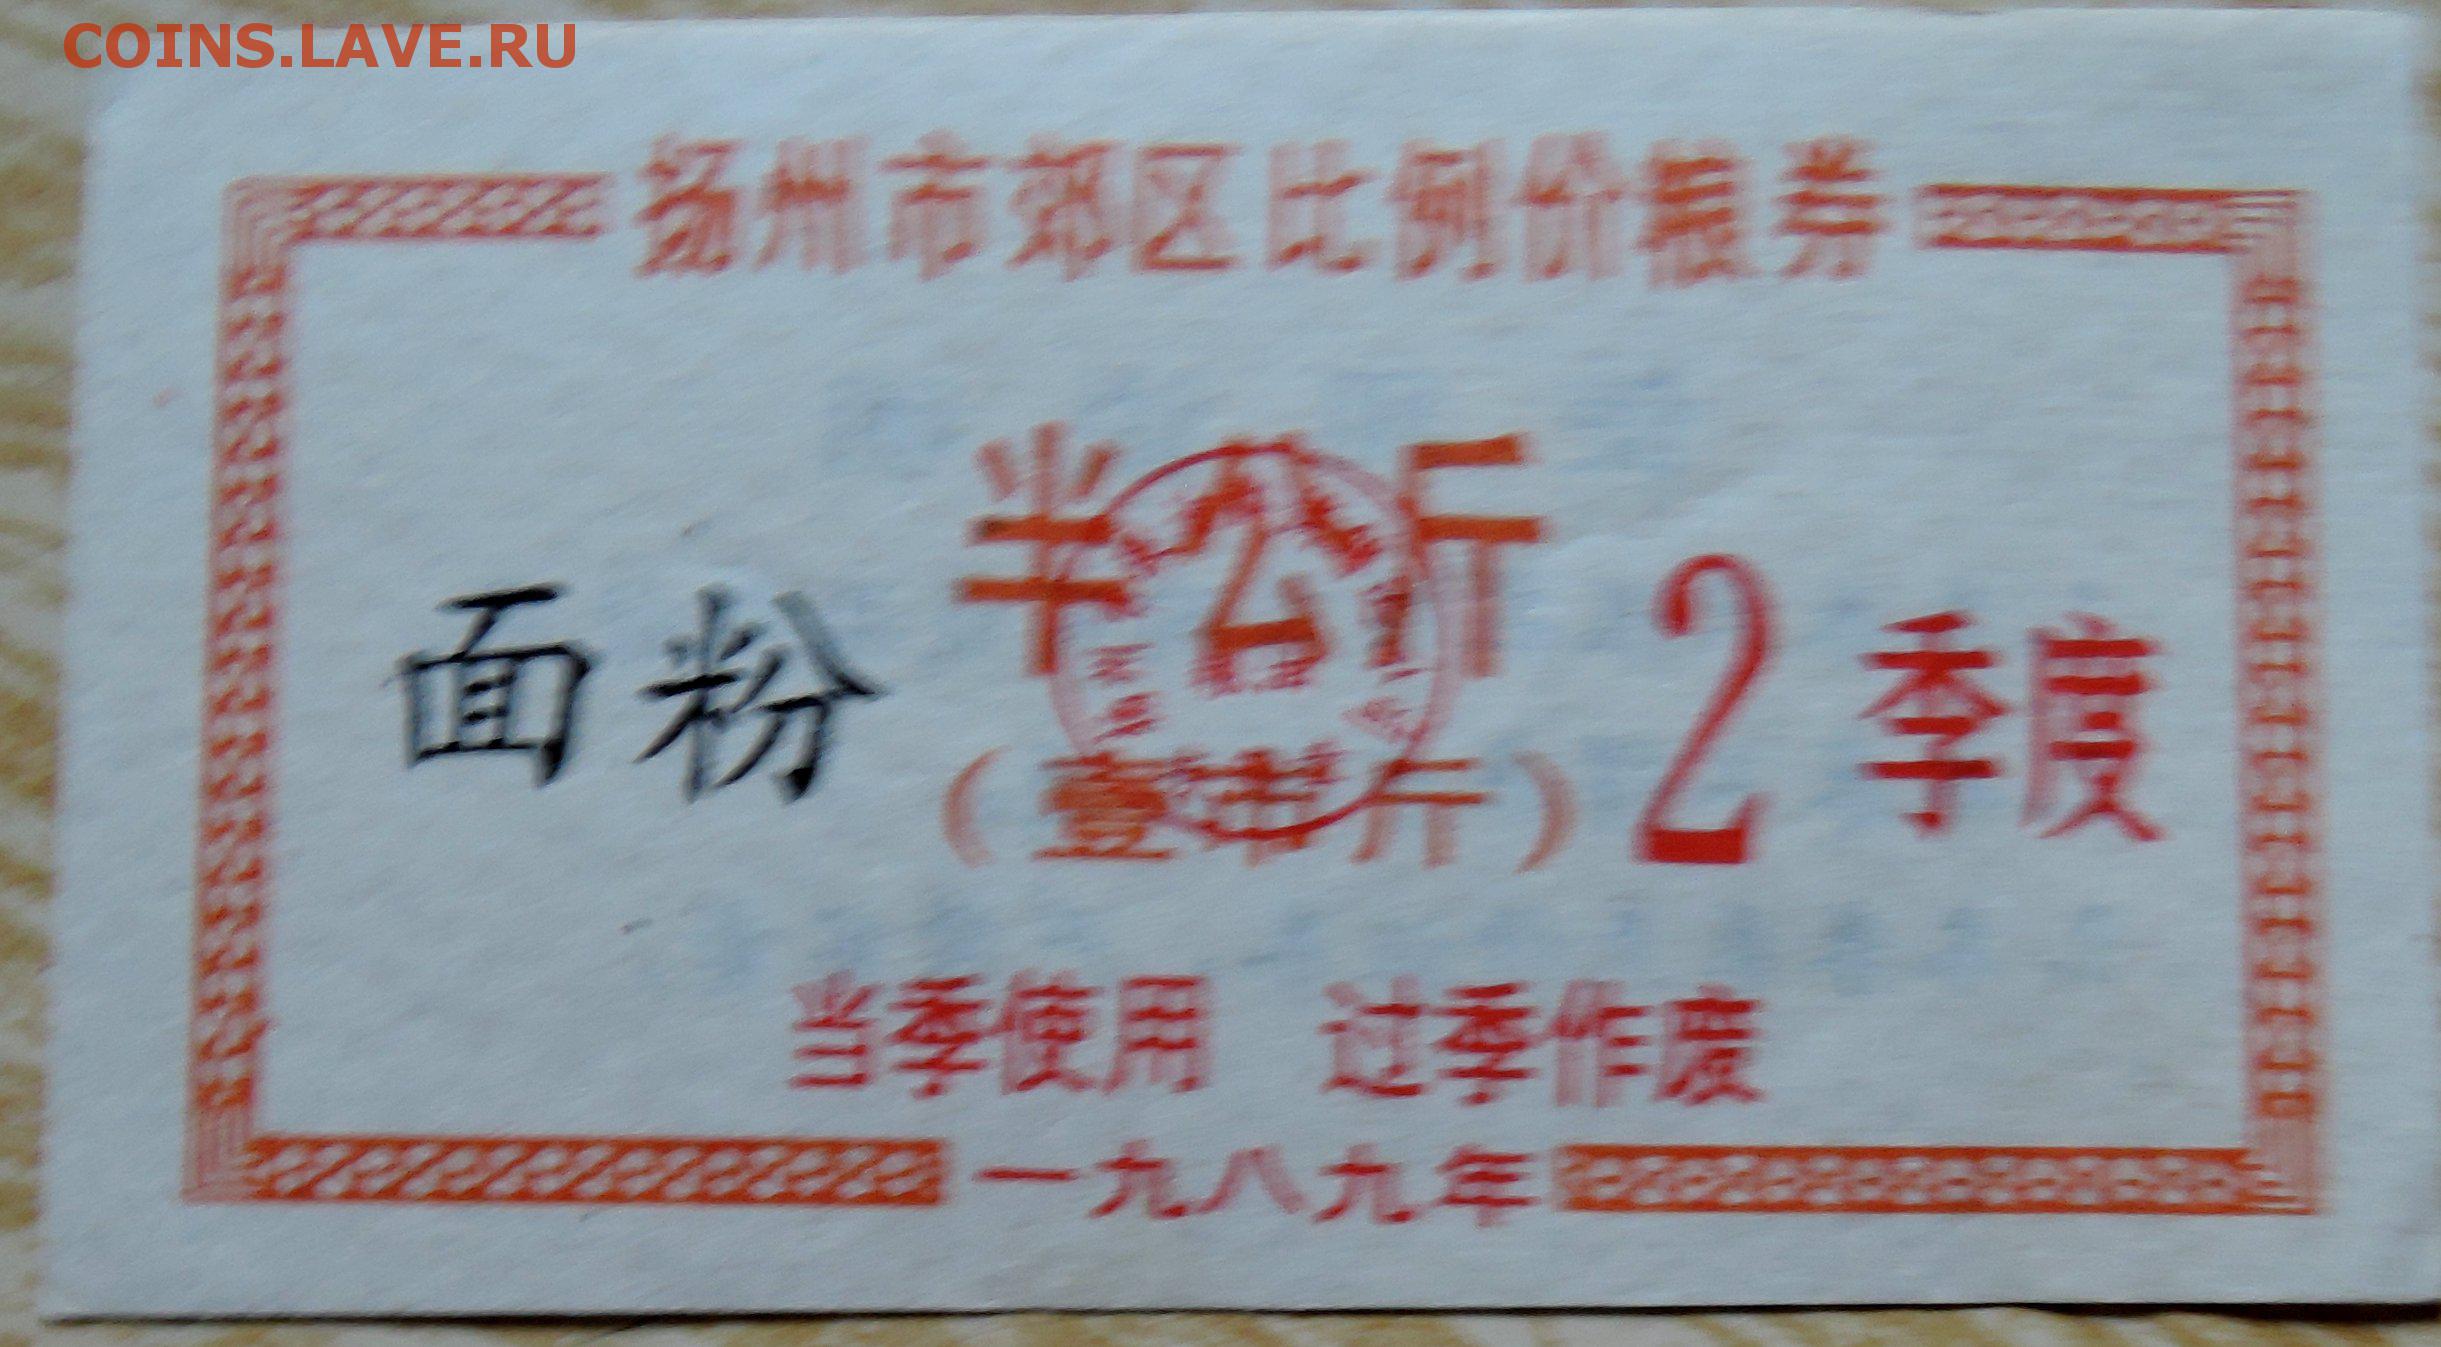 COINS.LAVE.RU
扬州市郊区比例价粮券
半公斤
面粉
2季度
(壹市斤)
当季使用 过季作废
一九八九年